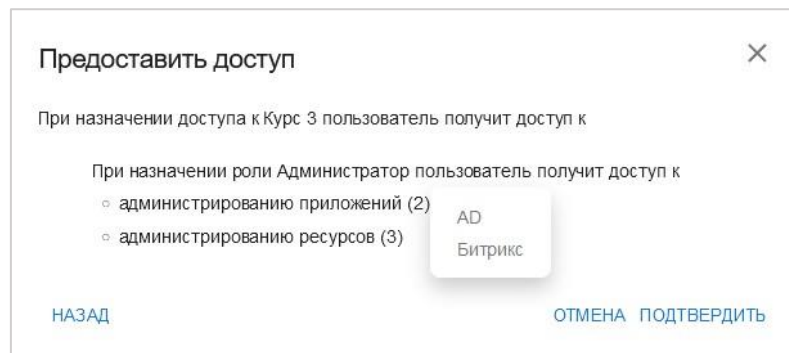 Предоставить доступ
При назначении доступа к Курс 3 пользователь получит доступ к
При назначении роли Администратор пользователь получит доступ к
администрированию приложений (2)
администрированию ресурсов (3)
AD
Битрикс
НАЗАД
ОТМЕНА ПОДТВЕРДИТЬ